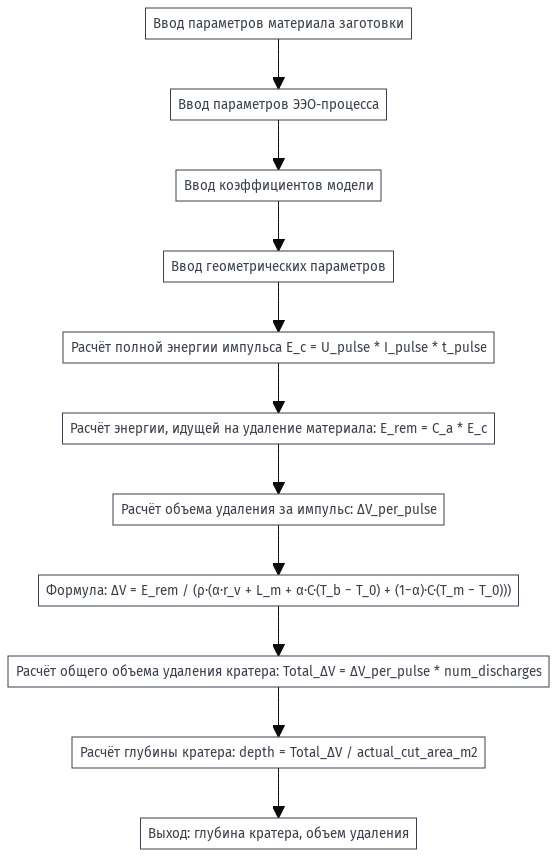 Ввод параметров материала заготовки
Ввод параметров ЭЭО-процесса
Ввод коэффициентов модели
Ввод геометрических параметров
Расчёт полной энергии импульса E_c = U_pulse * I_pulse * t_pulse
Расчёт энергии, идущей на удаление материала: E_rem = C_a * E_c
Расчёт объема удаления за импульс: ΔV_per_pulse
Формула: ΔV = E_rem / (ρ·(α·r_v + L_m + α·C·(T_b − T_0) + (1−α)·C·(T_m − T_0)))
Расчёт общего объема удаления кратера: Total_ΔV = ΔV_per_pulse * num_discharges
Расчёт глубины кратера: depth = Total_ΔV / actual_cut_area_m2
Выход: глубина кратера, объем удаления